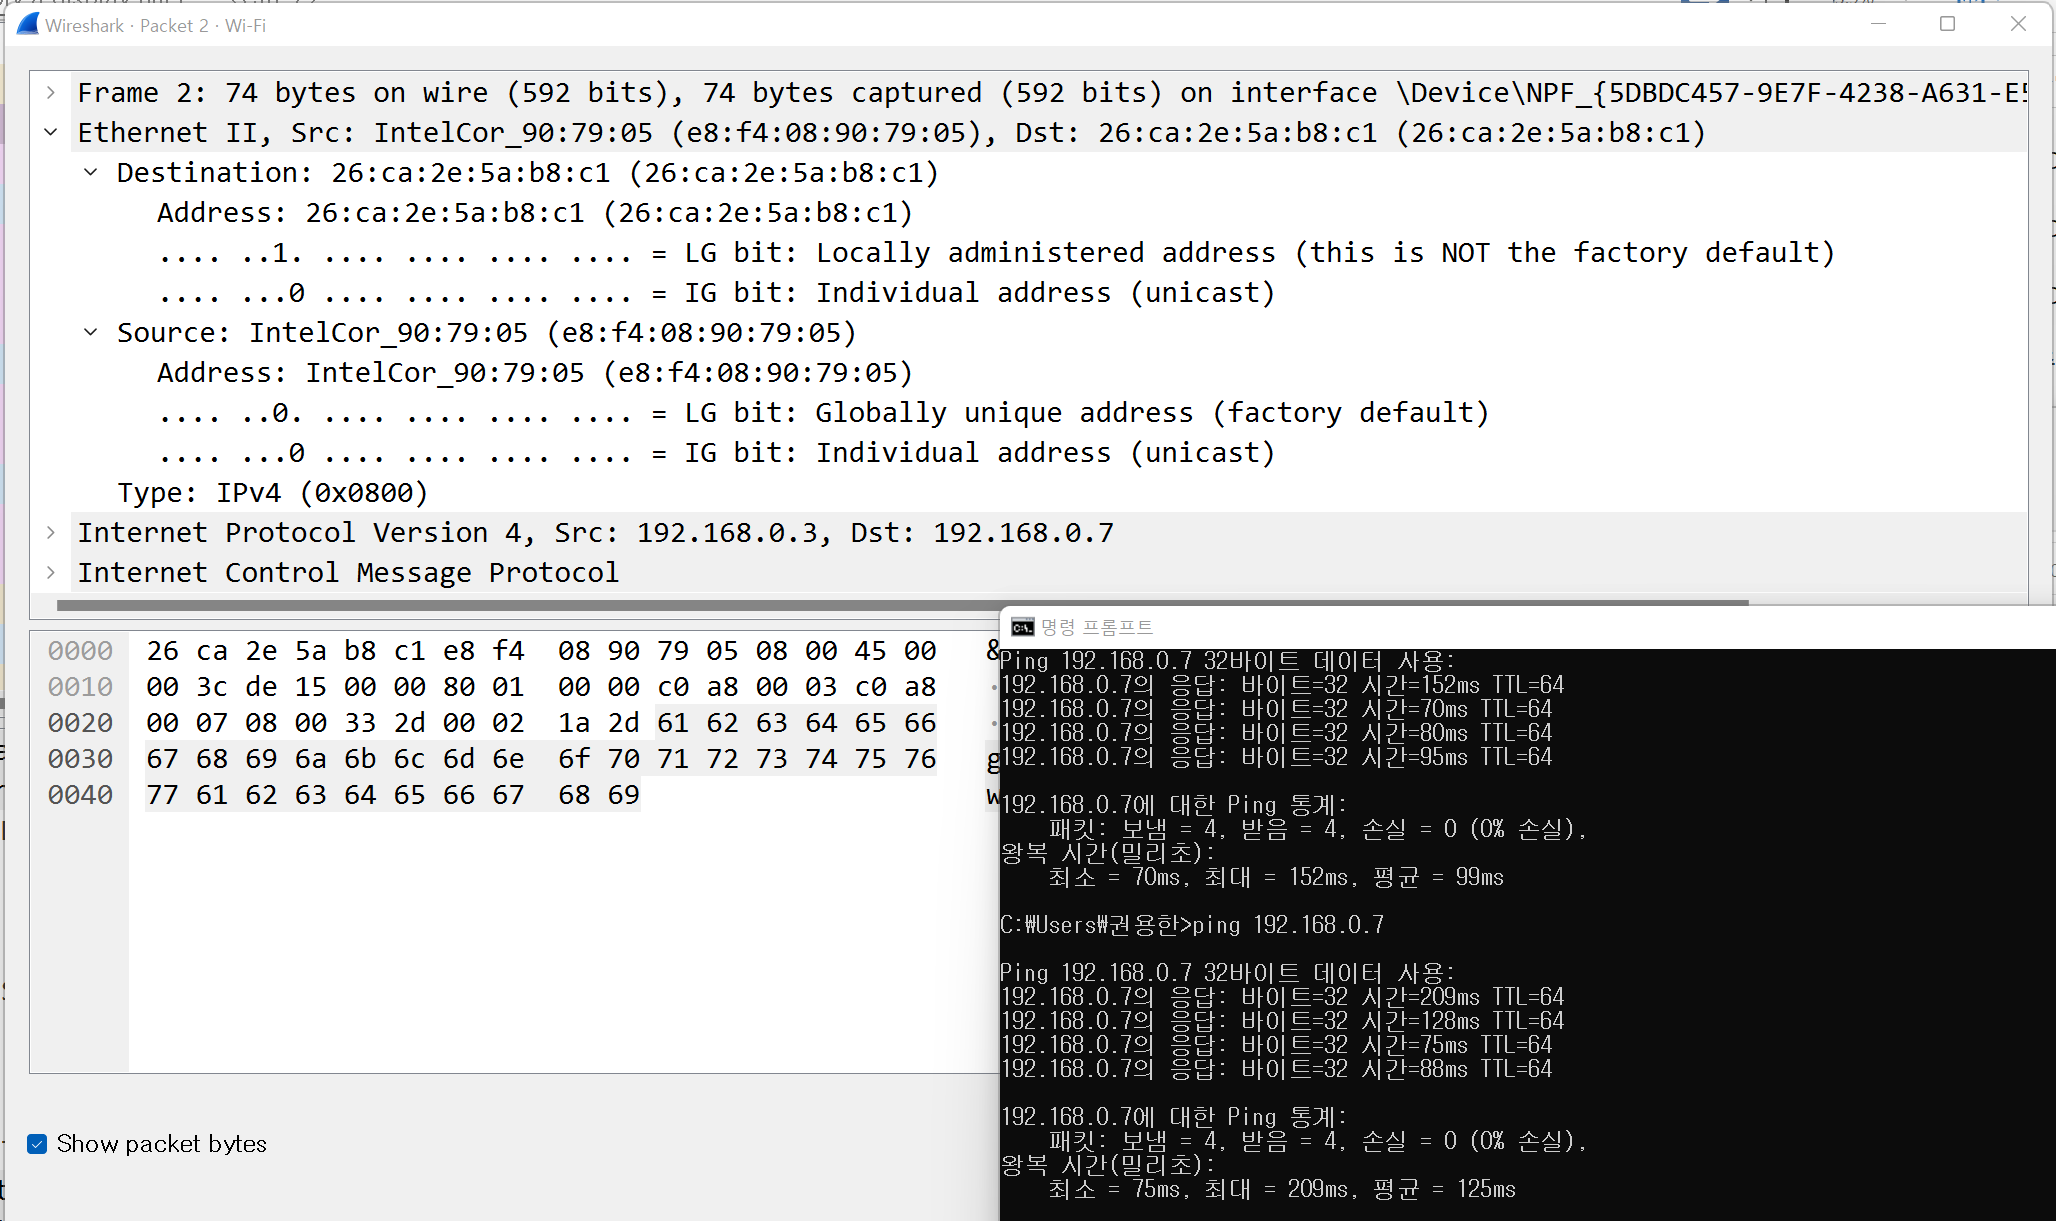 Wireshark · Packet 2 · Wi-Fi
Frame 2: 74 bytes on wire (592 bits), 74 bytes captured (592 bits) on interface \Device\NPF_{5DBDC457-9E7F-4238-A631-E5
Ethernet II, Src: IntelCor_90:79:05 (e8:f4:08:90:79:05), Dst: 26:ca:2e:5a:b8:c1 (26:ca:2e:5a:b8:c1)
Destination: 26:ca:2e:5a:b8:c1 (26:ca:2e:5a:b8:c1)
Address: 26:ca:2e:5a:b8:c1 (26:ca:2e:5a:b8:c1)
.... ..1. .... .... .... .... = LG bit: Locally administered address (this is NOT the factory default)
.... ...0 .... .... .... .... = IG bit: Individual address (unicast)
Source: IntelCor_90:79:05 (e8:f4:08:90:79:05)
Address: IntelCor_90:79:05 (e8:f4:08:90:79:05)
.... ..0. .... .... .... .... = LG bit: Globally unique address (factory default)
.... ...0 .... .... .... .... = IG bit: Individual address (unicast)
Type: IPv4 (0x0800)
Internet Protocol Version 4, Src: 192.168.0.3, Dst: 192.168.0.7
Internet Control Message Protocol
0000 26 ca 2e 5a b8 c1 e8 f4 08 90 79 05 08 00 45 00 &
0010 00 3c de 15 00 00 80 01 00 00 c0 a8 00 03 c0 a8 ·
0020 00 07 08 00 33 2d 00 02 1a 2d 61 62 63 64 65 66 ·
0030 67 68 69 6a 6b 6c 6d 6e 6f 70 71 72 73 74 75 76 g
0040 77 61 62 63 64 65 66 67 68 69 w
Show packet bytes
명령 프롬프트
Ping 192.168.0.7 32바이트 데이터 사용:
192.168.0.7의 응답: 바이트=32 시간=152ms TTL=64
192.168.0.7의 응답: 바이트=32 시간=70ms TTL=64
192.168.0.7의 응답: 바이트=32 시간=80ms TTL=64
192.168.0.7의 응답: 바이트=32 시간=95ms TTL=64
192.168.0.7에 대한 Ping 통계:
패킷: 보냄 = 4, 받음 = 4, 손실 = 0 (0% 손실),
왕복 시간(밀리초):
최소 = 70ms, 최대 = 152ms, 평균 = 99ms
C:\Users\권용한>ping 192.168.0.7
Ping 192.168.0.7 32바이트 데이터 사용:
192.168.0.7의 응답: 바이트=32 시간=209ms TTL=64
192.168.0.7의 응답: 바이트=32 시간=128ms TTL=64
192.168.0.7의 응답: 바이트=32 시간=75ms TTL=64
192.168.0.7의 응답: 바이트=32 시간=88ms TTL=64
192.168.0.7에 대한 Ping 통계:
패킷: 보냄 = 4, 받음 = 4, 손실 = 0 (0% 손실),
왕복 시간(밀리초):
최소 = 75ms, 최대 = 209ms, 평균 = 125ms